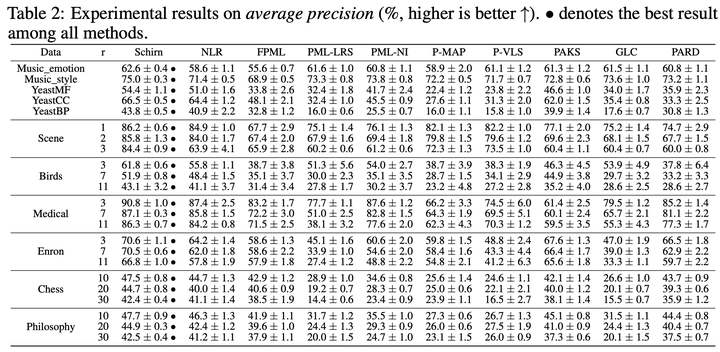 Table 2: Experimental results on average precision (%, higher is better ↑). ● denotes the best result
among all methods.
Data r Schirn NLR FPML PML-LRS PML-NI P-MAP P-VLS PAKS GLC PARD
Music_emotion 62.6 ± 0.4 ● 58.6 ± 1.1 55.6 ± 0.7 61.6 ± 1.0 60.8 ± 1.1 58.9 ± 2.0 61.1 ± 1.2 61.3 ± 1.2 61.5 ± 1.1 60.8 ± 1.1
Music_style 75.0 ± 0.3 ● 71.4 ± 0.5 68.9 ± 0.5 73.3 ± 0.8 73.8 ± 0.8 72.2 ± 0.5 71.7 ± 0.7 72.8 ± 0.6 73.0 ± 1.2 73.2 ± 1.1
YeastMF 54.4 ± 1.1 ● 51.0 ± 1.6 33.8 ± 2.6 32.4 ± 1.8 41.7 ± 2.4 22.4 ± 1.2 23.8 ± 2.2 46.6 ± 1.0 34.0 ± 1.7 35.9 ± 2.3
YeastCC 66.5 ± 0.5 ● 64.4 ± 1.2 48.1 ± 2.1 32.4 ± 1.0 45.5 ± 0.9 27.6 ± 1.1 31.3 ± 2.0 62.0 ± 1.5 35.4 ± 0.8 33.3 ± 2.5
YeastBP 43.8 ± 0.5 ● 40.9 ± 2.2 32.8 ± 1.2 16.0 ± 0.6 25.5 ± 0.7 16.0 ± 1.1 15.8 ± 1.0 39.9 ± 1.4 17.6 ± 0.7 30.8 ± 1.3
1 86.2 ± 0.6 ● 84.9 ± 1.0 67.7 ± 2.9 75.1 ± 1.4 76.1 ± 1.3 82.1 ± 1.3 82.2 ± 1.0 77.1 ± 2.0 75.2 ± 1.4 74.7 ± 2.9
Scene 2 85.8 ± 1.3 ● 84.0 ± 1.7 67.4 ± 2.0 67.9 ± 1.6 69.4 ± 1.8 79.8 ± 1.2 79.6 ± 1.2 69.6 ± 2.3 68.1 ± 1.5 67.7 ± 1.5
3 84.4 ± 0.9 ● 63.9 ± 4.1 65.9 ± 2.8 60.2 ± 0.6 61.2 ± 0.6 72.3 ± 1.3 73.5 ± 1.0 60.4 ± 1.1 60.4 ± 0.7 60.0 ± 0.8
3 61.8 ± 0.6 ● 55.8 ± 1.1 38.7 ± 3.8 51.3 ± 5.6 54.0 ± 2.7 38.7 ± 3.9 38.3 ± 1.9 46.3 ± 4.5 53.9 ± 4.9 37.8 ± 6.4
Birds 7 51.9 ± 0.8 ● 48.4 ± 1.5 35.1 ± 3.7 30.0 ± 2.3 35.1 ± 3.5 28.7 ± 1.5 34.1 ± 2.9 44.9 ± 3.8 29.7 ± 3.2 33.2 ± 3.3
11 43.1 ± 3.2 ● 41.1 ± 3.7 31.4 ± 3.4 27.8 ± 1.7 30.2 ± 3.7 23.2 ± 4.8 27.2 ± 2.8 35.2 ± 4.0 28.6 ± 2.5 28.6 ± 2.7
3 90.8 ± 1.0 ● 87.4 ± 2.5 83.2 ± 1.7 77.7 ± 1.1 87.6 ± 1.2 66.2 ± 3.3 74.5 ± 6.0 61.4 ± 2.5 79.5 ± 1.2 85.2 ± 1.4
Medical 7 87.1 ± 0.3 ● 85.8 ± 1.5 72.2 ± 3.0 51.0 ± 2.5 82.8 ± 1.5 64.3 ± 1.9 69.5 ± 5.1 60.1 ± 2.4 65.7 ± 2.1 81.1 ± 2.2
11 86.3 ± 0.7 ● 84.2 ± 0.8 71.5 ± 2.5 38.1 ± 3.2 77.6 ± 2.0 62.3 ± 4.3 70.3 ± 1.2 59.5 ± 3.5 55.3 ± 4.3 77.3 ± 1.7
3 70.6 ± 1.1 ● 64.2 ± 1.4 58.6 ± 1.3 45.1 ± 1.6 60.6 ± 2.0 59.8 ± 1.5 48.8 ± 2.4 67.6 ± 1.3 47.0 ± 1.9 66.5 ± 1.8
Enron 7 70.5 ± 0.6 ● 62.0 ± 1.8 58.6 ± 2.2 33.9 ± 1.0 54.6 ± 2.0 58.4 ± 1.6 43.3 ± 4.4 66.4 ± 1.7 39.0 ± 1.3 62.9 ± 2.2
11 66.8 ± 1.0 ● 57.9 ± 2.8 57.9 ± 1.8 27.4 ± 1.2 48.8 ± 2.2 54.8 ± 2.1 41.2 ± 6.3 65.8 ± 1.6 33.3 ± 1.1 59.7 ± 2.2
10 47.5 ± 0.8 ● 44.7 ± 1.3 42.9 ± 1.2 28.9 ± 1.0 34.6 ± 0.8 25.6 ± 1.4 24.6 ± 1.1 42.1 ± 1.4 26.6 ± 1.0 43.7 ± 0.9
Chess 20 44.7 ± 0.8 ● 40.0 ± 1.4 40.6 ± 0.9 19.2 ± 0.7 28.3 ± 0.7 25.0 ± 0.6 22.1 ± 2.1 40.0 ± 1.2 20.1 ± 0.7 39.3 ± 0.6
30 42.4 ± 0.4 ● 41.1 ± 1.4 38.5 ± 1.9 14.4 ± 0.6 23.4 ± 0.9 23.9 ± 1.1 16.5 ± 2.7 38.1 ± 1.4 15.5 ± 0.7 35.9 ± 1.2
10 47.7 ± 0.9 ● 46.3 ± 1.3 41.9 ± 1.1 31.7 ± 1.2 35.5 ± 1.0 27.3 ± 0.6 26.7 ± 1.3 45.1 ± 0.8 31.5 ± 1.1 44.4 ± 0.8
Philosophy 20 44.9 ± 0.3 ● 42.4 ± 1.2 39.6 ± 1.0 24.4 ± 1.3 29.3 ± 0.9 26.0 ± 0.6 27.5 ± 1.9 41.0 ± 0.9 24.4 ± 1.3 40.4 ± 0.7
30 42.5 ± 0.4 ● 41.2 ± 1.1 37.9 ± 1.1 20.0 ± 1.5 24.7 ± 1.0 23.1 ± 1.5 26.0 ± 0.9 37.3 ± 0.6 20.1 ± 1.5 37.5 ± 0.7